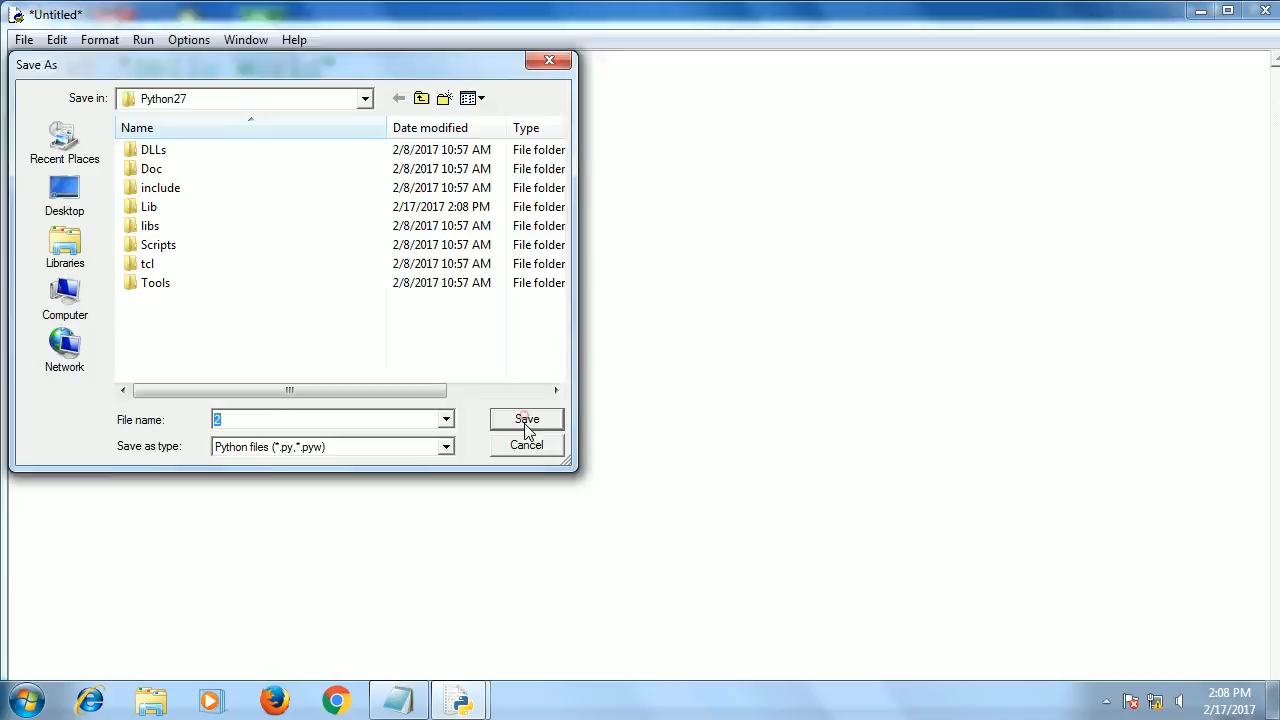 *Untitled*
File Edit Format Run Options Window Help
Save As
Save in: Python27
Name Date modified Type
DLLs 2/8/2017 10:57 AM File folder
Doc 2/8/2017 10:57 AM File folder
include 2/8/2017 10:57 AM File folder
Lib 2/17/2017 2:08 PM File folder
libs 2/8/2017 10:57 AM File folder
Scripts 2/8/2017 10:57 AM File folder
tcl 2/8/2017 10:57 AM File folder
Tools 2/8/2017 10:57 AM File folder
Recent Places
Desktop
Libraries
Computer
Network
File name: 2 Save
Save as type: Python files (*.py,*.pyw) Cancel
2:08 PM
2/17/2017